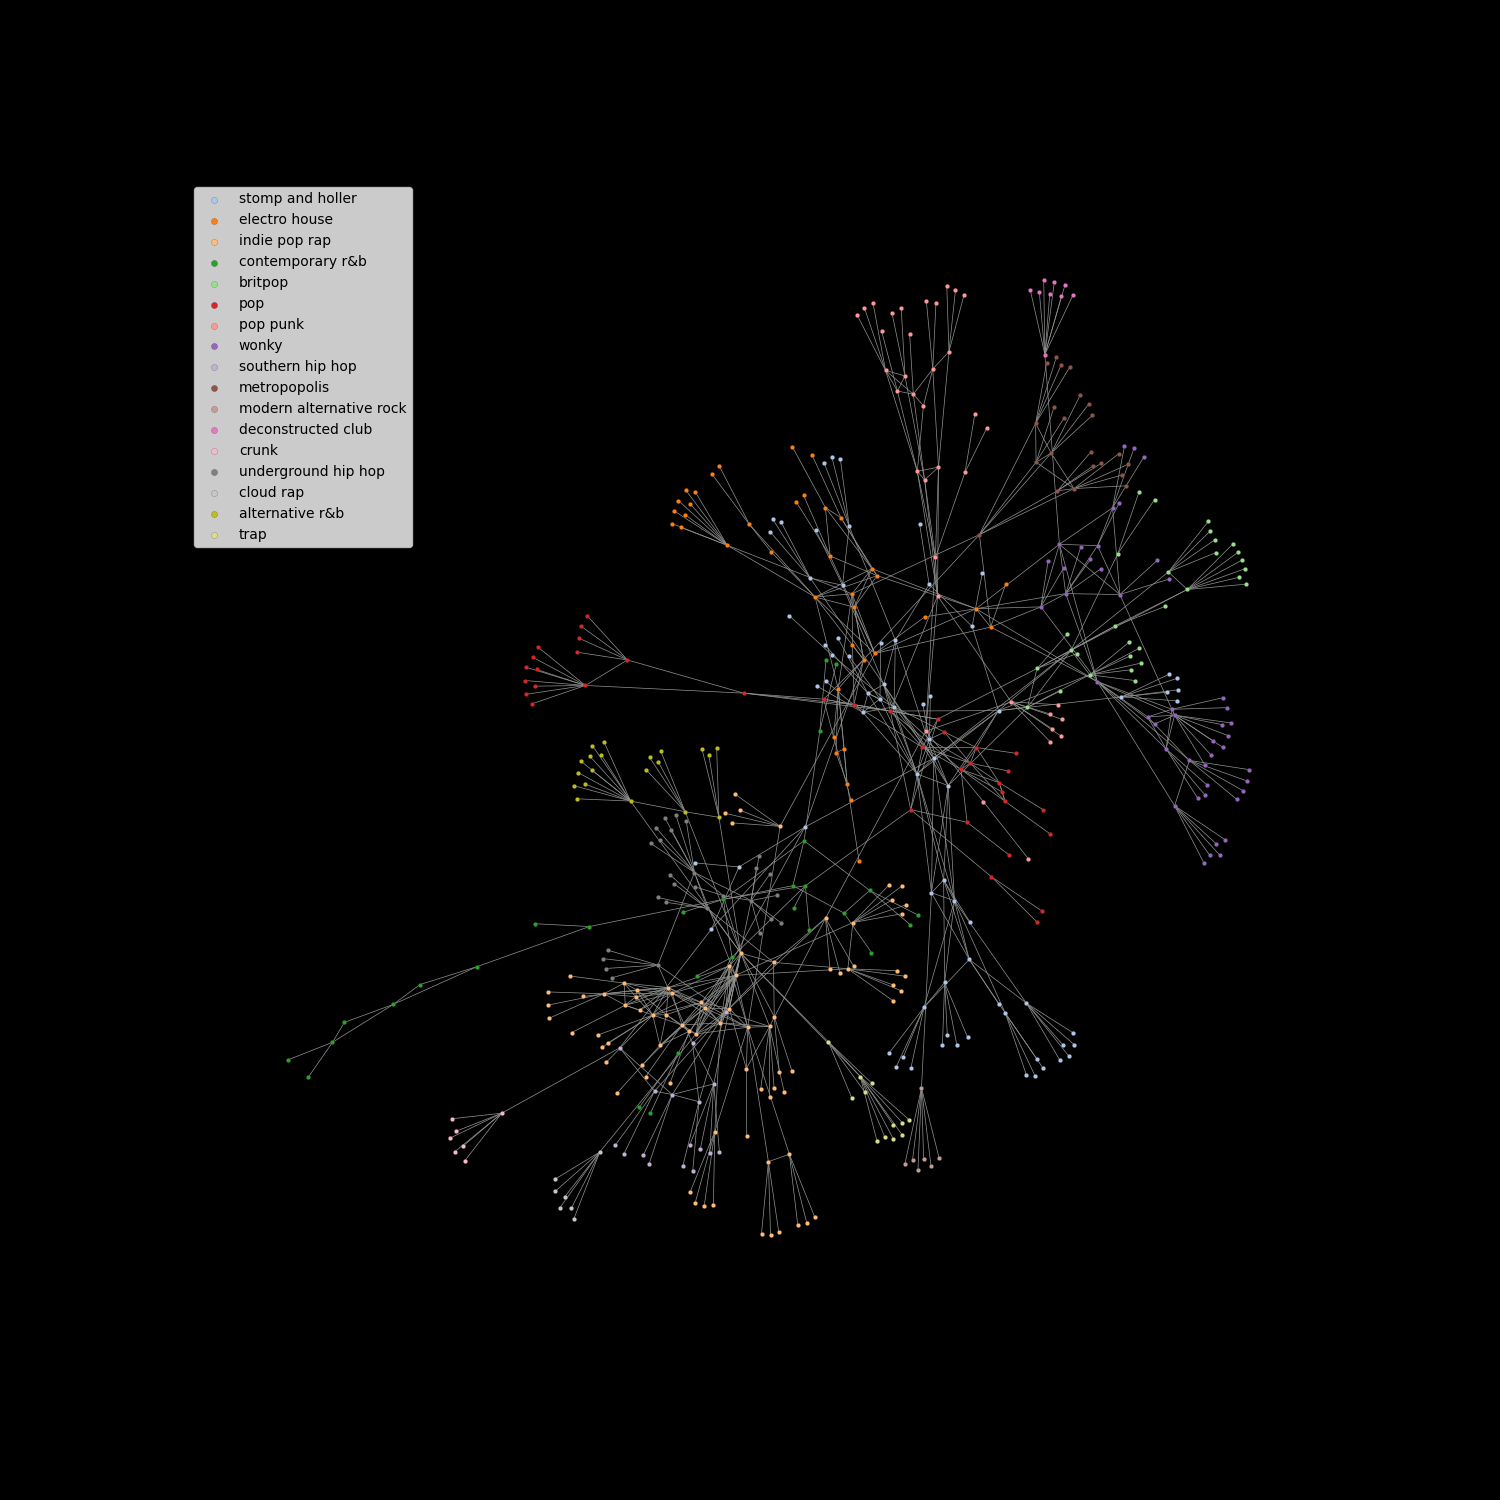 stomp and holler
electro house
indie pop rap
contemporary r&b
britpop
pop
pop punk
wonky
southern hip hop
metropopolis
modern alternative rock
deconstructed club
crunk
underground hip hop
cloud rap
alternative r&b
trap